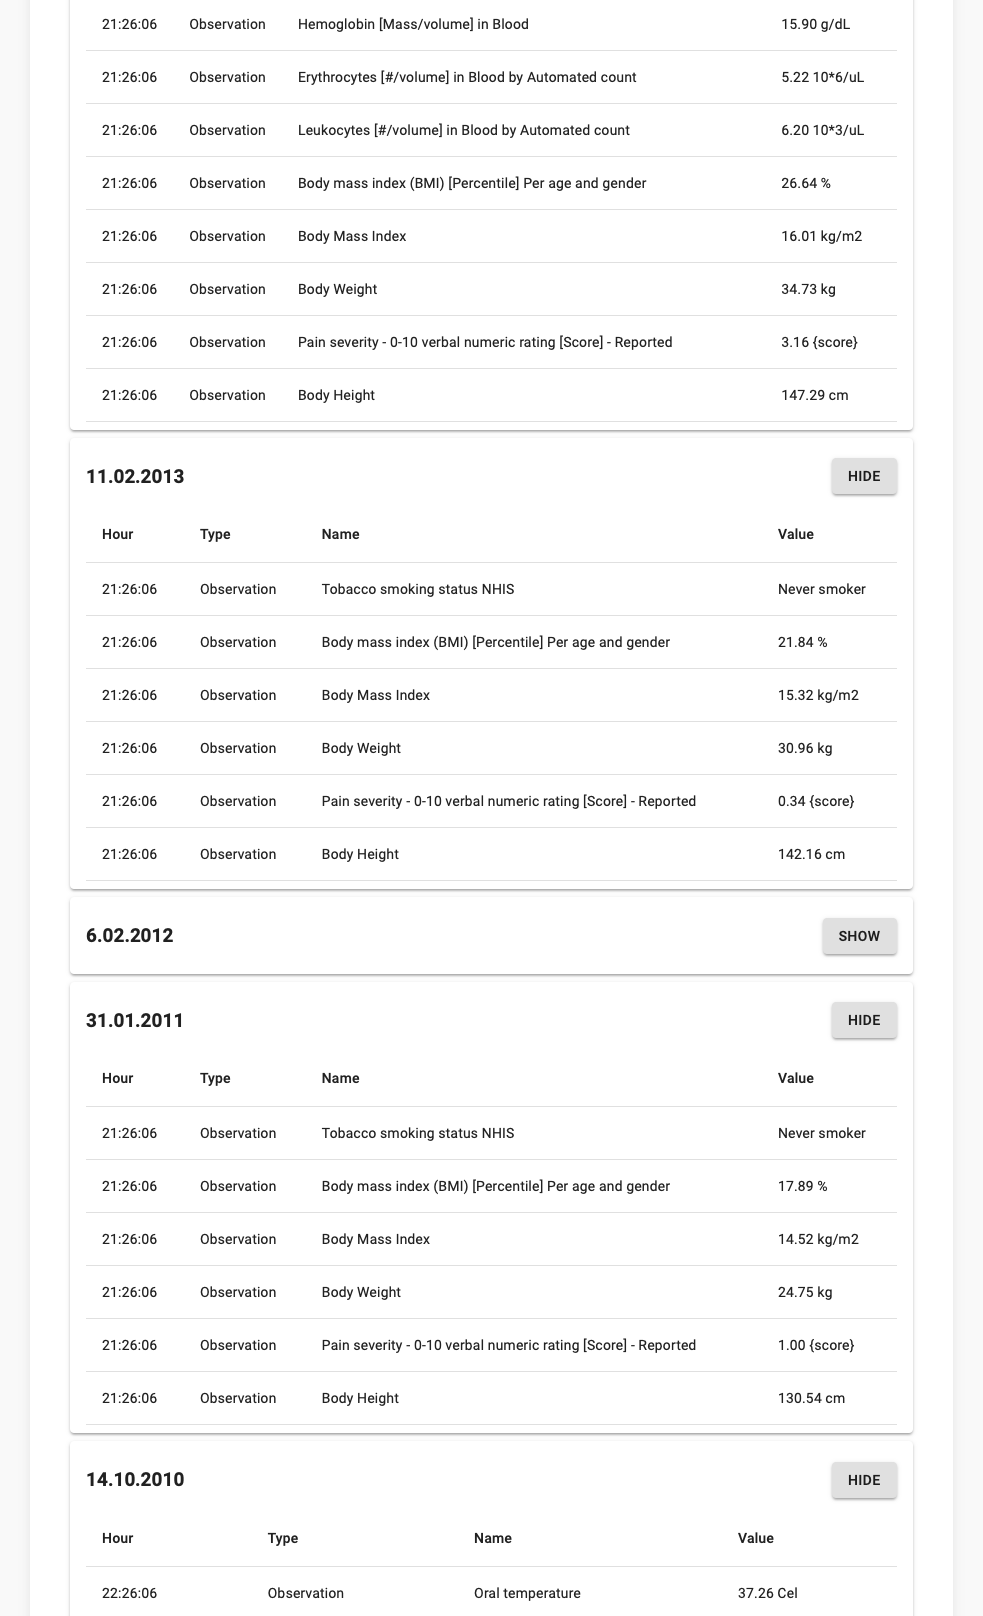 21:26:06 Observation Hemoglobin [Mass/volume] in Blood 15.90 g/dL
21:26:06 Observation Erythrocytes [#/volume] in Blood by Automated count 5.22 10*6/uL
21:26:06 Observation Leukocytes [#/volume] in Blood by Automated count 6.20 10*3/uL
21:26:06 Observation Body mass index (BMI) [Percentile] Per age and gender 26.64 %
21:26:06 Observation Body Mass Index 16.01 kg/m2
21:26:06 Observation Body Weight 34.73 kg
21:26:06 Observation Pain severity - 0-10 verbal numeric rating [Score] - Reported 3.16 {score}
21:26:06 Observation Body Height 147.29 cm
11.02.2013 HIDE
Hour Type Name Value
21:26:06 Observation Tobacco smoking status NHIS Never smoker
21:26:06 Observation Body mass index (BMI) [Percentile] Per age and gender 21.84 %
21:26:06 Observation Body Mass Index 15.32 kg/m2
21:26:06 Observation Body Weight 30.96 kg
21:26:06 Observation Pain severity - 0-10 verbal numeric rating [Score] - Reported 0.34 {score}
21:26:06 Observation Body Height 142.16 cm
6.02.2012 SHOW
31.01.2011 HIDE
Hour Type Name Value
21:26:06 Observation Tobacco smoking status NHIS Never smoker
21:26:06 Observation Body mass index (BMI) [Percentile] Per age and gender 17.89 %
21:26:06 Observation Body Mass Index 14.52 kg/m2
21:26:06 Observation Body Weight 24.75 kg
21:26:06 Observation Pain severity - 0-10 verbal numeric rating [Score] - Reported 1.00 {score}
21:26:06 Observation Body Height 130.54 cm
14.10.2010 HIDE
Hour Type Name Value
22:26:06 Observation Oral temperature 37.26 Cel